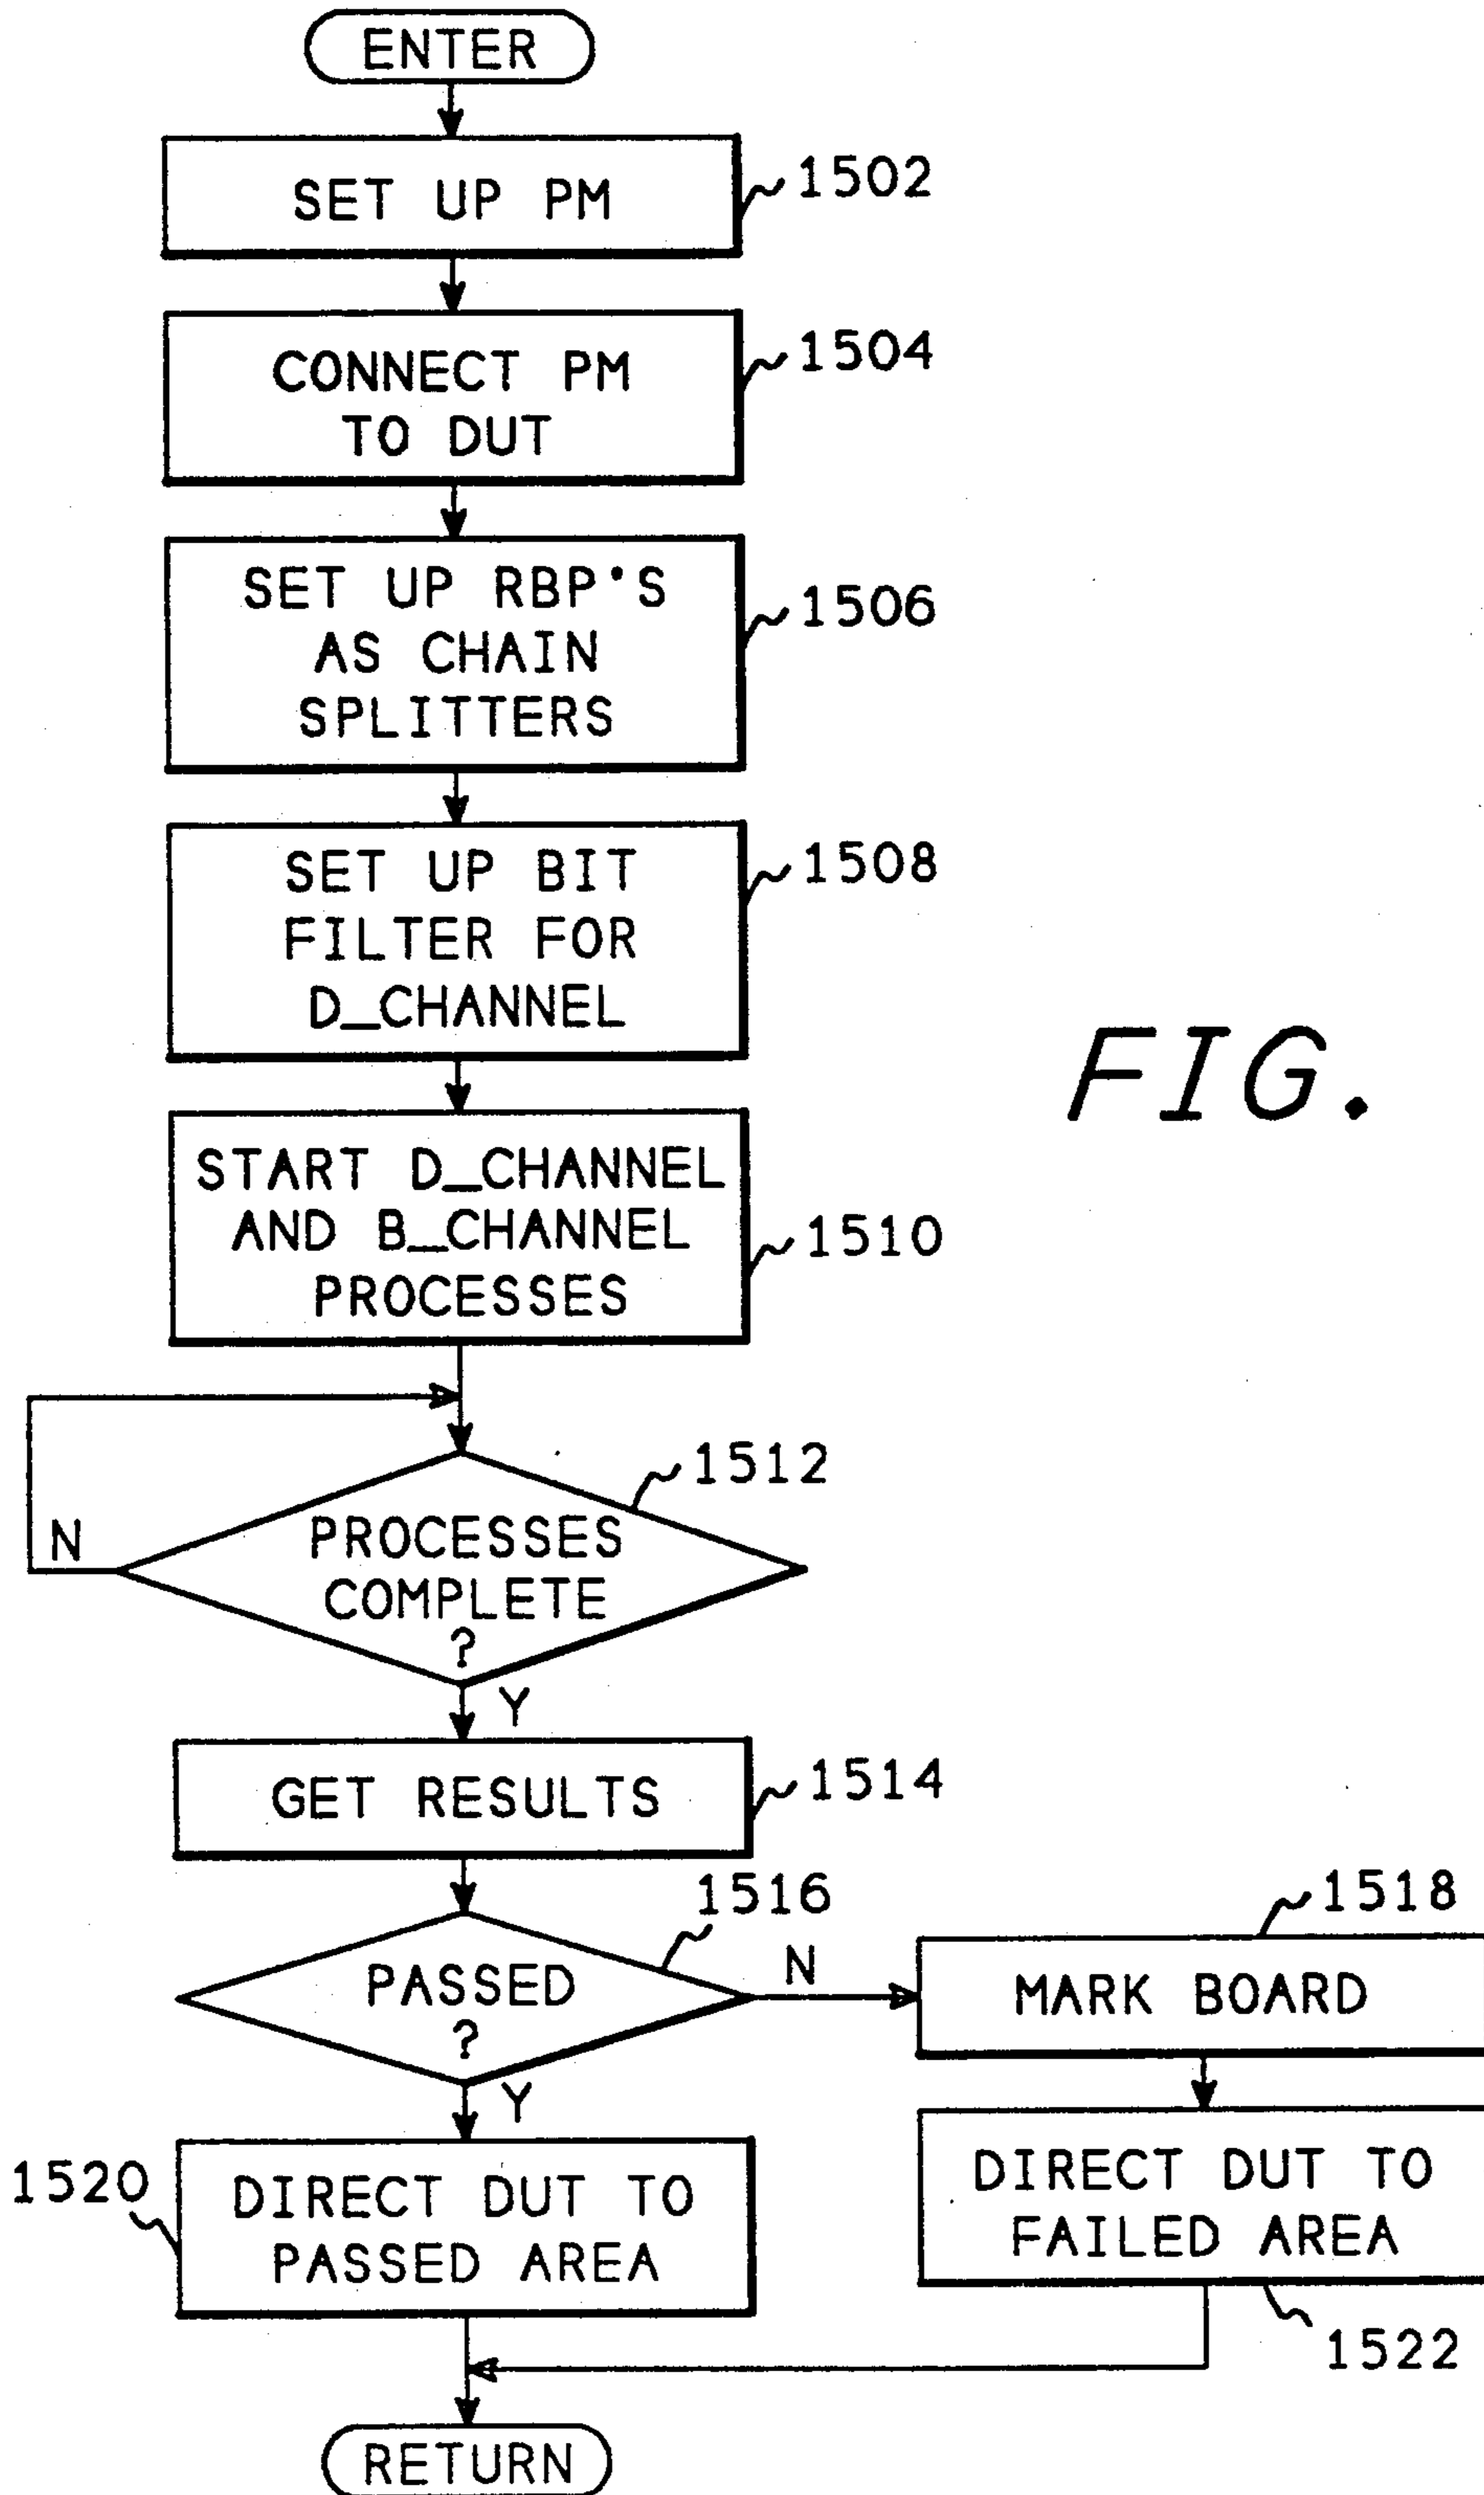 ENTER
SET UP PM
1502
CONNECT PM
TO DUT
1504
SET UP RBP'S
AS CHAIN
SPLITTERS
1506
SET UP BIT
FILTER FOR
D_CHANNEL
1508
FIG.
START D_CHANNEL
AND B_CHANNEL
PROCESSES
1510
1512
PROCESSES
COMPLETE
?
N
Y
GET RESULTS
1514
1516
PASSED
?
N
1518
MARK BOARD
Y
1520
DIRECT DUT TO
PASSED AREA
DIRECT DUT TO
FAILED AREA
1522
RETURN